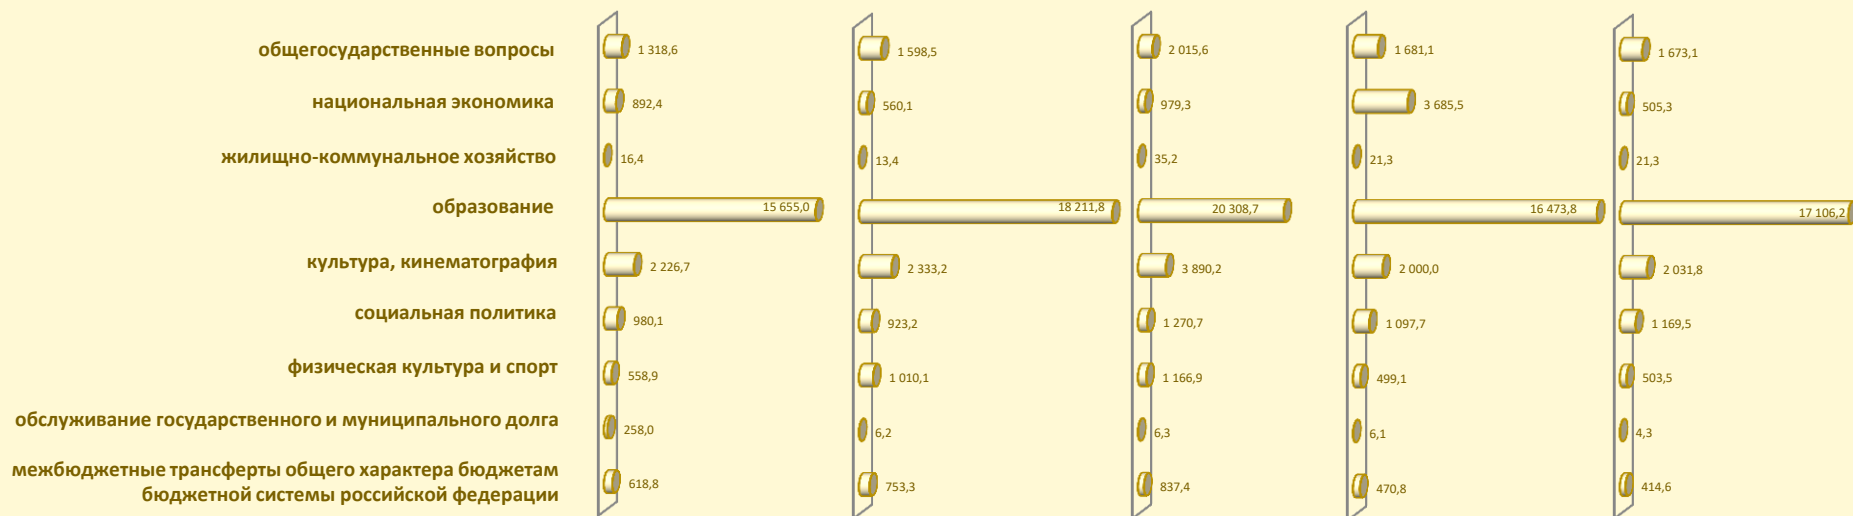 общегосударственные вопросы 1 318,6 1 598,5 2 015,6 1 681,1 1 673,1
национальная экономика 892,4 560,1 979,3 3 685,5 505,3
жилищно-коммунальное хозяйство 16,4 13,4 35,2 21,3 21,3
образование 15 655,0 18 211,8 20 308,7 16 473,8 17 106,2
культура, кинематография 2 226,7 2 333,2 3 890,2 2 000,0 2 031,8
социальная политика 980,1 923,2 1 270,7 1 097,7 1 169,5
физическая культура и спорт 558,9 1 010,1 1 166,9 499,1 503,5
обслуживание государственного и муниципального долга 258,0 6,2 6,3 6,1 4,3
межбюджетные трансферты общего характера бюджетам
бюджетной системы российской федерации 618,8 753,3 837,4 470,8 414,6